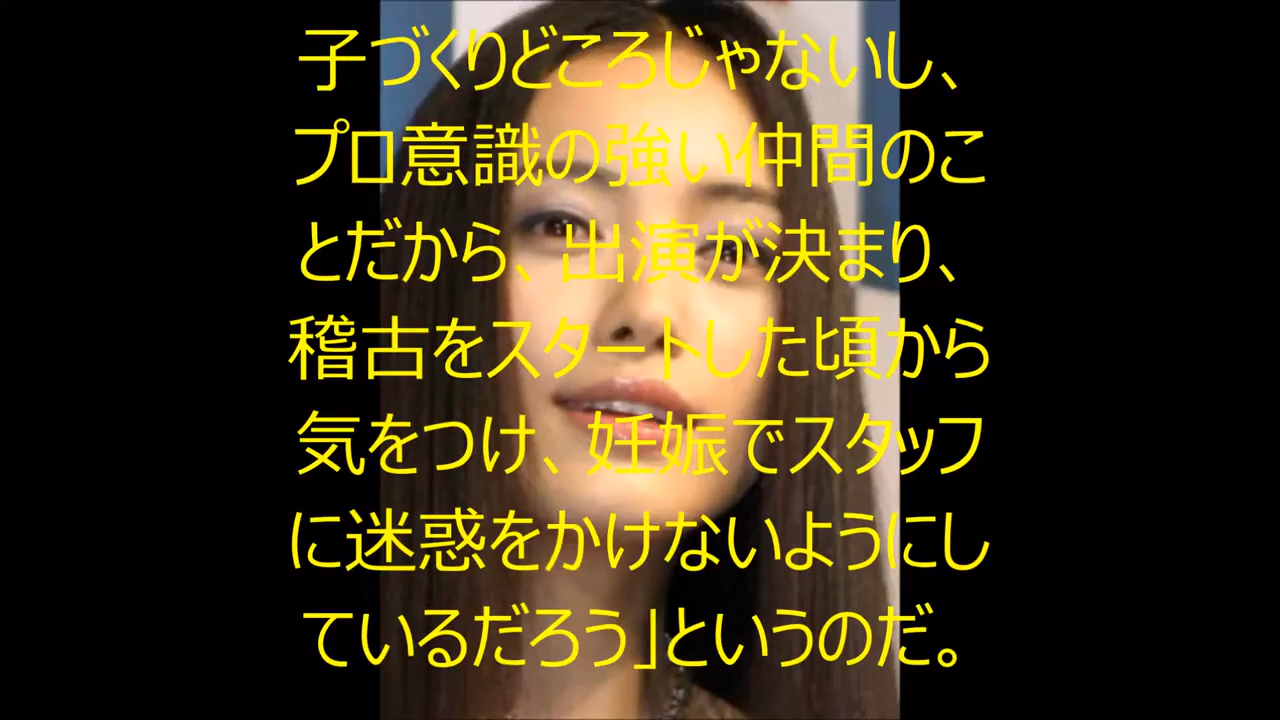 子づくりどころじゃないし、
プロ意識の強い仲間のこ
とだから、出演が決まり、
稽古をスタートした頃から
気をつけ、妊娠でスタッフ
に迷惑をかけないようにし
ているだろう」というのだ。